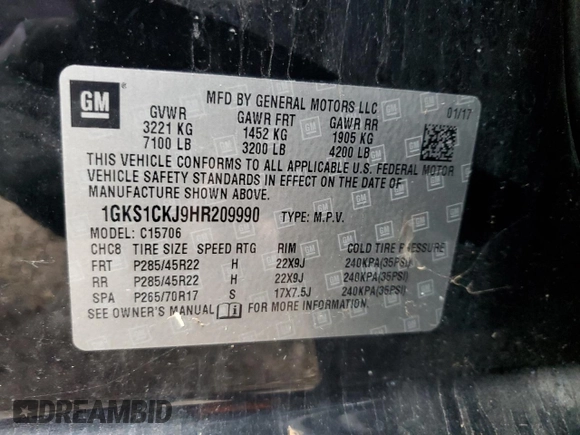 GM
MFD BY GENERAL MOTORS LLC
01/17
GVWR GAWR FRT GAWR RR
3221 KG 1452 KG 1905 KG
7100 LB 3200 LB 4200 LB
THIS VEHICLE CONFORMS TO ALL APPLICABLE U.S. FEDERAL MOTOR
VEHICLE SAFETY STANDARDS IN EFFECT ON THE DATE OF
MANUFACTURE SHOWN ABOVE.
1GKS1CKJ9HR209990 TYPE: M.P.V.
MODEL: C15706
CHC8 TIRE SIZE SPEED RTG RIM COLD TIRE PRESSURE
FRT P285/45R22 H 22X9J 240KPA(35PSI)
RR P285/45R22 H 22X9J 240KPA(35PSI)
SPA P265/70R17 S 17X7.5J 240KPA(35PSI)
SEE OWNER'S MANUAL FOR MORE INFORMATION.
DREAMBID